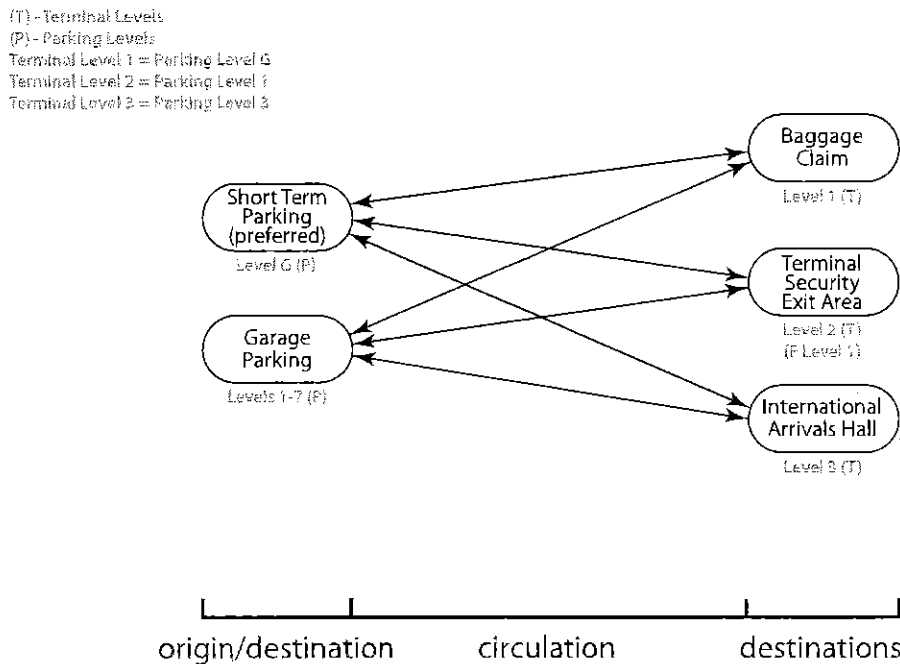 (T) - Terminal Levels
(P) - Parking Levels
Terminal Level 1 = Parking Level G
Terminal Level 2 = Parking Level 1
Terminal Level 3 = Parking Level 3
Baggage
Claim
Level 1 (T)
Short Term
Parking
(preferred)
Level G (P)
Terminal
Security
Exit Area
Level 2 (T)
(P Level 1)
Garage
Parking
Levels 1-7 (P)
International
Arrivals Hall
Level 3 (T)
origin/destination
circulation
destinations